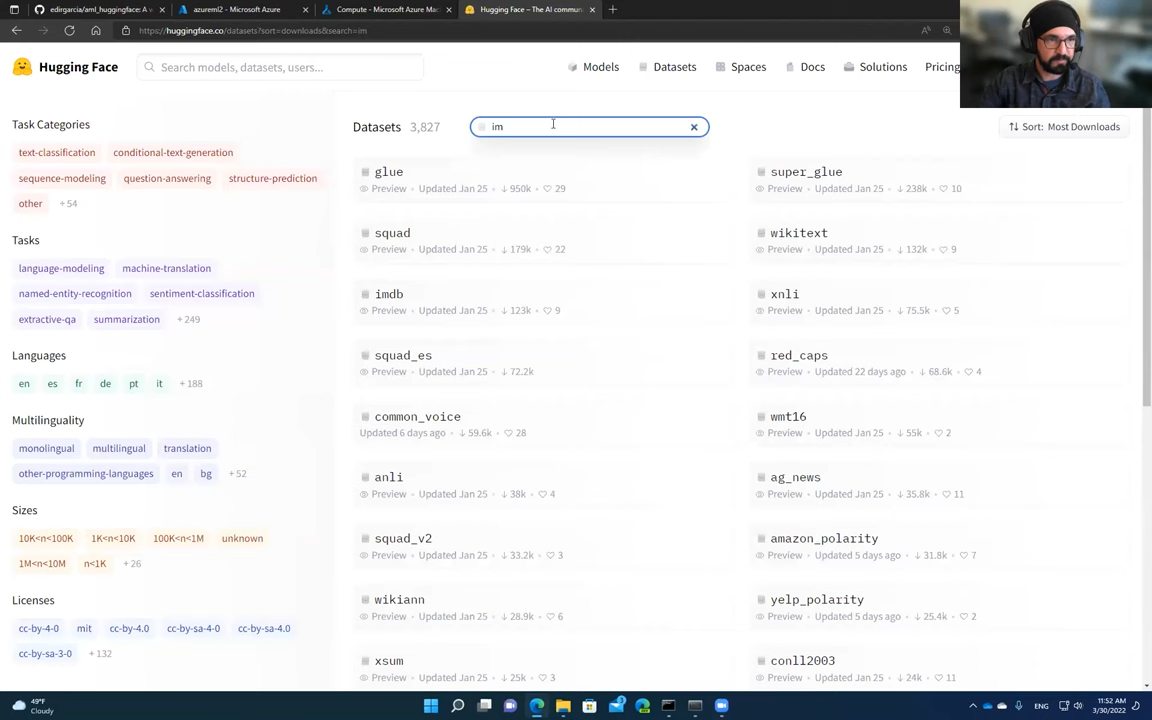 edirgarcia/aml_huggingface: A w
azureml2 - Microsoft Azure
Compute - Microsoft Azure Mac
Hugging Face – The AI commun
https://huggingface.co/datasets?sort=downloads&search=im
Hugging Face
Search models, datasets, users...
Models
Datasets
Spaces
Docs
Solutions
Pricing
Task Categories
text-classification conditional-text-generation
sequence-modeling question-answering structure-prediction
other + 54
Tasks
language-modeling machine-translation
named-entity-recognition sentiment-classification
extractive-qa summarization + 249
Languages
en es fr de pt it + 188
Multilinguality
monolingual multilingual translation
other-programming-languages en bg + 52
Sizes
10K<n<100K 1K<n<10K 100K<n<1M unknown
1M<n<10M n<1K + 26
Licenses
cc-by-4-0 mit cc-by-4.0 cc-by-sa-4-0 cc-by-sa-4.0
cc-by-sa-3-0 + 132
Datasets 3,827
im
Sort: Most Downloads
glue
Preview • Updated Jan 25 • ↓ 950k • ♡ 29
super_glue
Preview • Updated Jan 25 • ↓ 238k • ♡ 10
squad
Preview • Updated Jan 25 • ↓ 179k • ♡ 22
wikitext
Preview • Updated Jan 25 • ↓ 132k • ♡ 9
imdb
Preview • Updated Jan 25 • ↓ 123k • ♡ 9
xnli
Preview • Updated Jan 25 • ↓ 75.5k • ♡ 5
squad_es
Preview • Updated Jan 25 • ↓ 72.2k
red_caps
Preview • Updated 22 days ago • ↓ 68.6k • ♡ 4
common_voice
Updated 6 days ago • ↓ 59.6k • ♡ 28
wmt16
Preview • Updated Jan 25 • ↓ 55k • ♡ 2
anli
Preview • Updated Jan 25 • ↓ 38k • ♡ 4
ag_news
Preview • Updated Jan 25 • ↓ 35.8k • ♡ 11
squad_v2
Preview • Updated Jan 25 • ↓ 33.2k • ♡ 3
amazon_polarity
Preview • Updated 5 days ago • ↓ 31.8k • ♡ 7
wikiann
Preview • Updated Jan 25 • ↓ 28.9k • ♡ 6
yelp_polarity
Preview • Updated 5 days ago • ↓ 25.4k • ♡ 2
xsum
Preview • Updated Jan 25 • ↓ 25k • ♡ 3
conll2003
Preview • Updated Jan 25 • ↓ 24k • ♡ 11
49°F
Cloudy
ENG
11:52 AM
3/30/2022